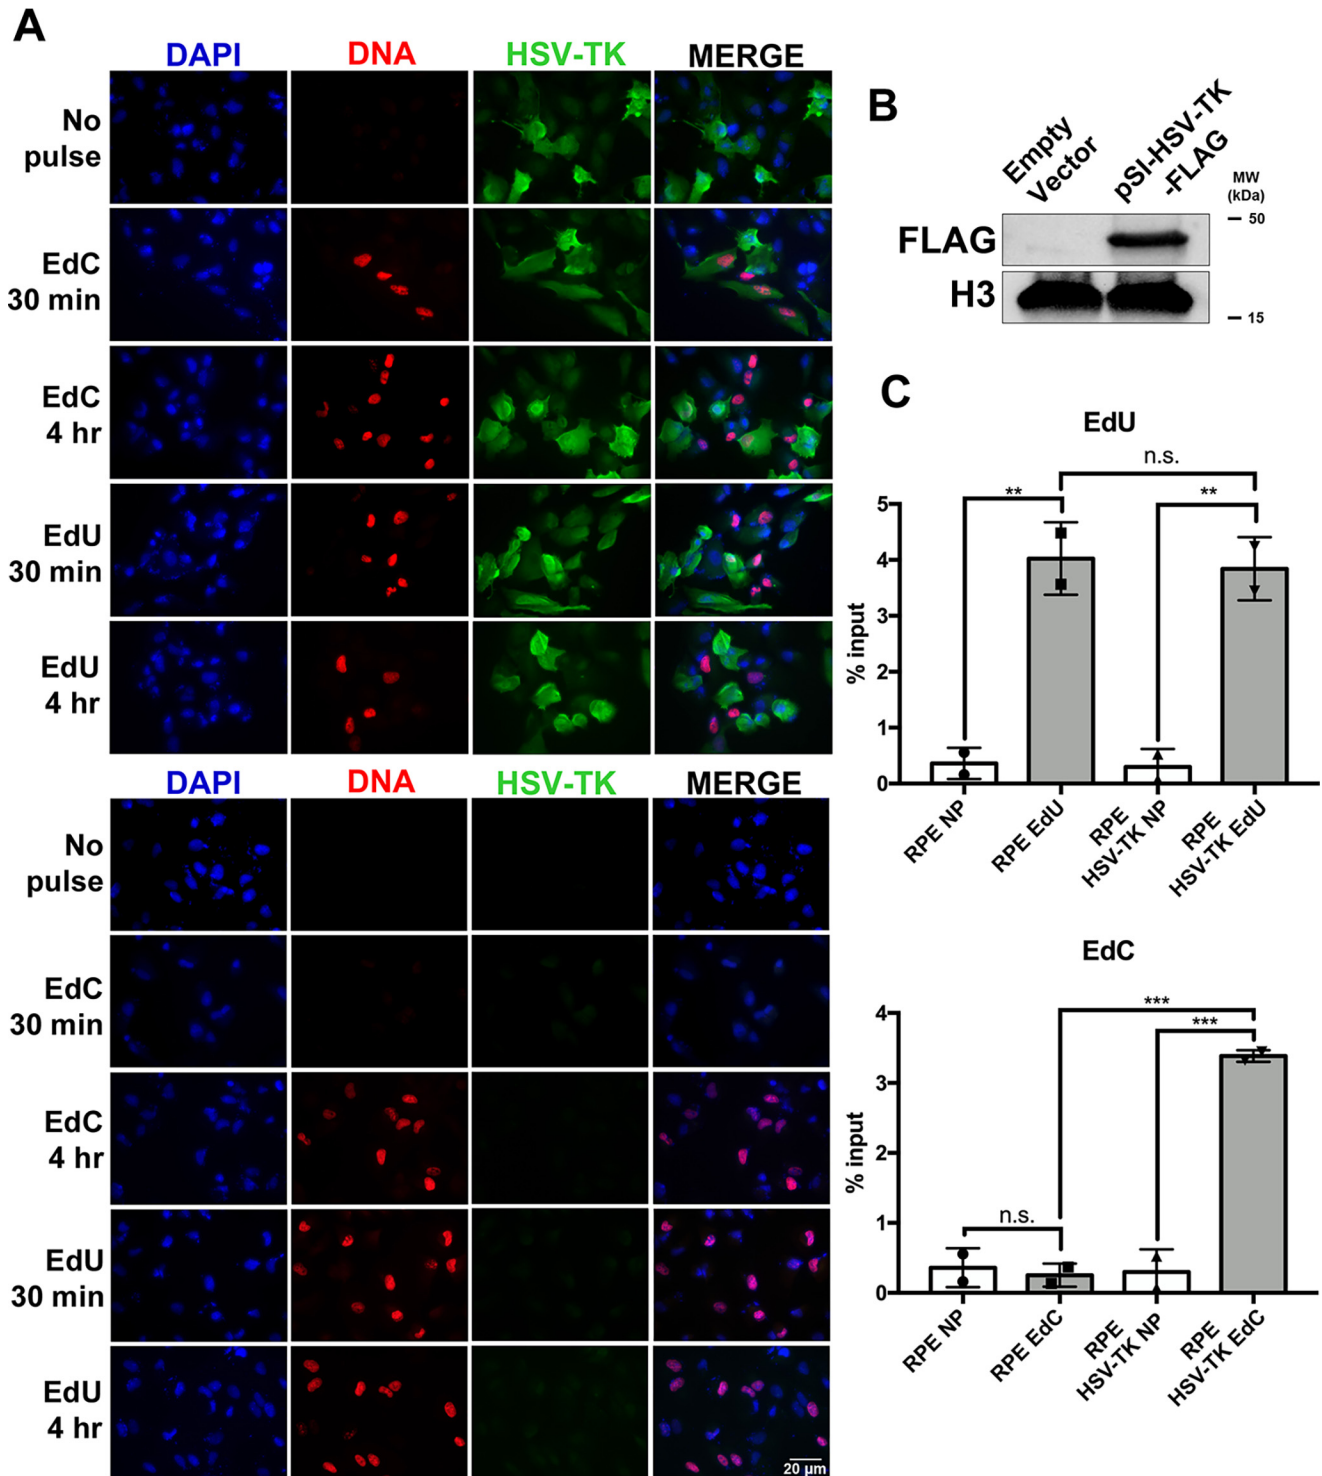 A
DAPI DNA HSV-TK MERGE
No
pulse
EdC
30 min
EdC
4 hr
EdU
30 min
EdU
4 hr
DAPI DNA HSV-TK MERGE
No
pulse
EdC
30 min
EdC
4 hr
EdU
30 min
EdU
4 hr
20 µm
B
Empty
Vector
pSI-HSV-TK
-FLAG
MW
(kDa)
FLAG
50
H3
15
C
EdU
n.s.
** **
5
4
3
2
1
0
% input
RPE NP
RPE EdU
RPE
HSV-TK NP
RPE
HSV-TK EdU
EdC
***
***
n.s.
4
3
2
1
0
% input
RPE NP
RPE EdC
RPE
HSV-TK NP
RPE
HSV-TK EdC